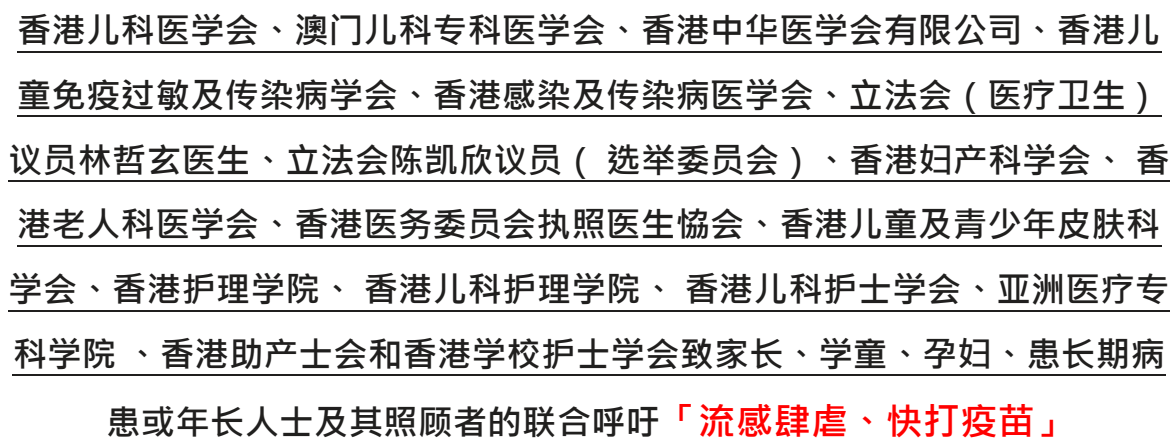 香港儿科医学会、澳门儿科专科医学会、香港中华医学会有限公司、香港儿
童免疫过敏及传染病学会、香港感染及传染病医学会、立法会（医疗卫生）
议员林哲玄医生、立法会陈凯欣议员（ 选举委员会）、香港妇产科学会、 香
港老人科医学会、香港医务委员会执照医生恊会、香港儿童及青少年皮肤科
学会、香港护理学院、 香港儿科护理学院、 香港儿科护士学会、亚洲医疗专
科学院 、香港助产士会和香港学校护士学会致家长、学童、孕妇、患长期病
患或年长人士及其照顾者的联合呼吁「流感肆虐、快打疫苗」